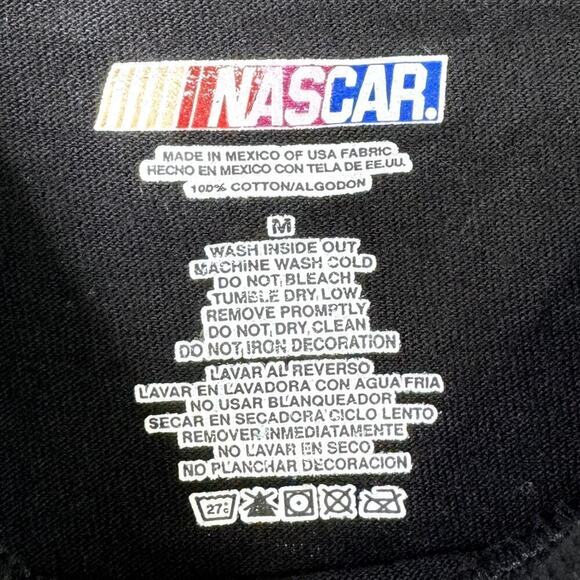 NASCAR.
MADE IN MEXICO OF USA FABRIC
HECHO EN MEXICO CON TELA DE EE.UU.
100% COTTON/ALGODON
M
WASH INSIDE OUT
MACHINE WASH COLD
DO NOT BLEACH
TUMBLE DRY LOW
REMOVE PROMPTLY
DO NOT DRY CLEAN
DO NOT IRON DECORATION
LAVAR AL REVERSO
LAVAR EN LAVADORA CON AGUA FRIA
NO USAR BLANQUEADOR
SECAR EN SECADORA CICLO LENTO
REMOVER INMEDIATAMENTE
NO LAVAR EN SECO
NO PLANCHAR DECORACION
27°C